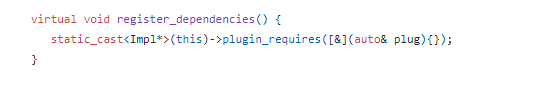 virtual void register_dependencies() {
static_cast<Impl*>(this)->plugin_requires([&](auto& plug){});
}